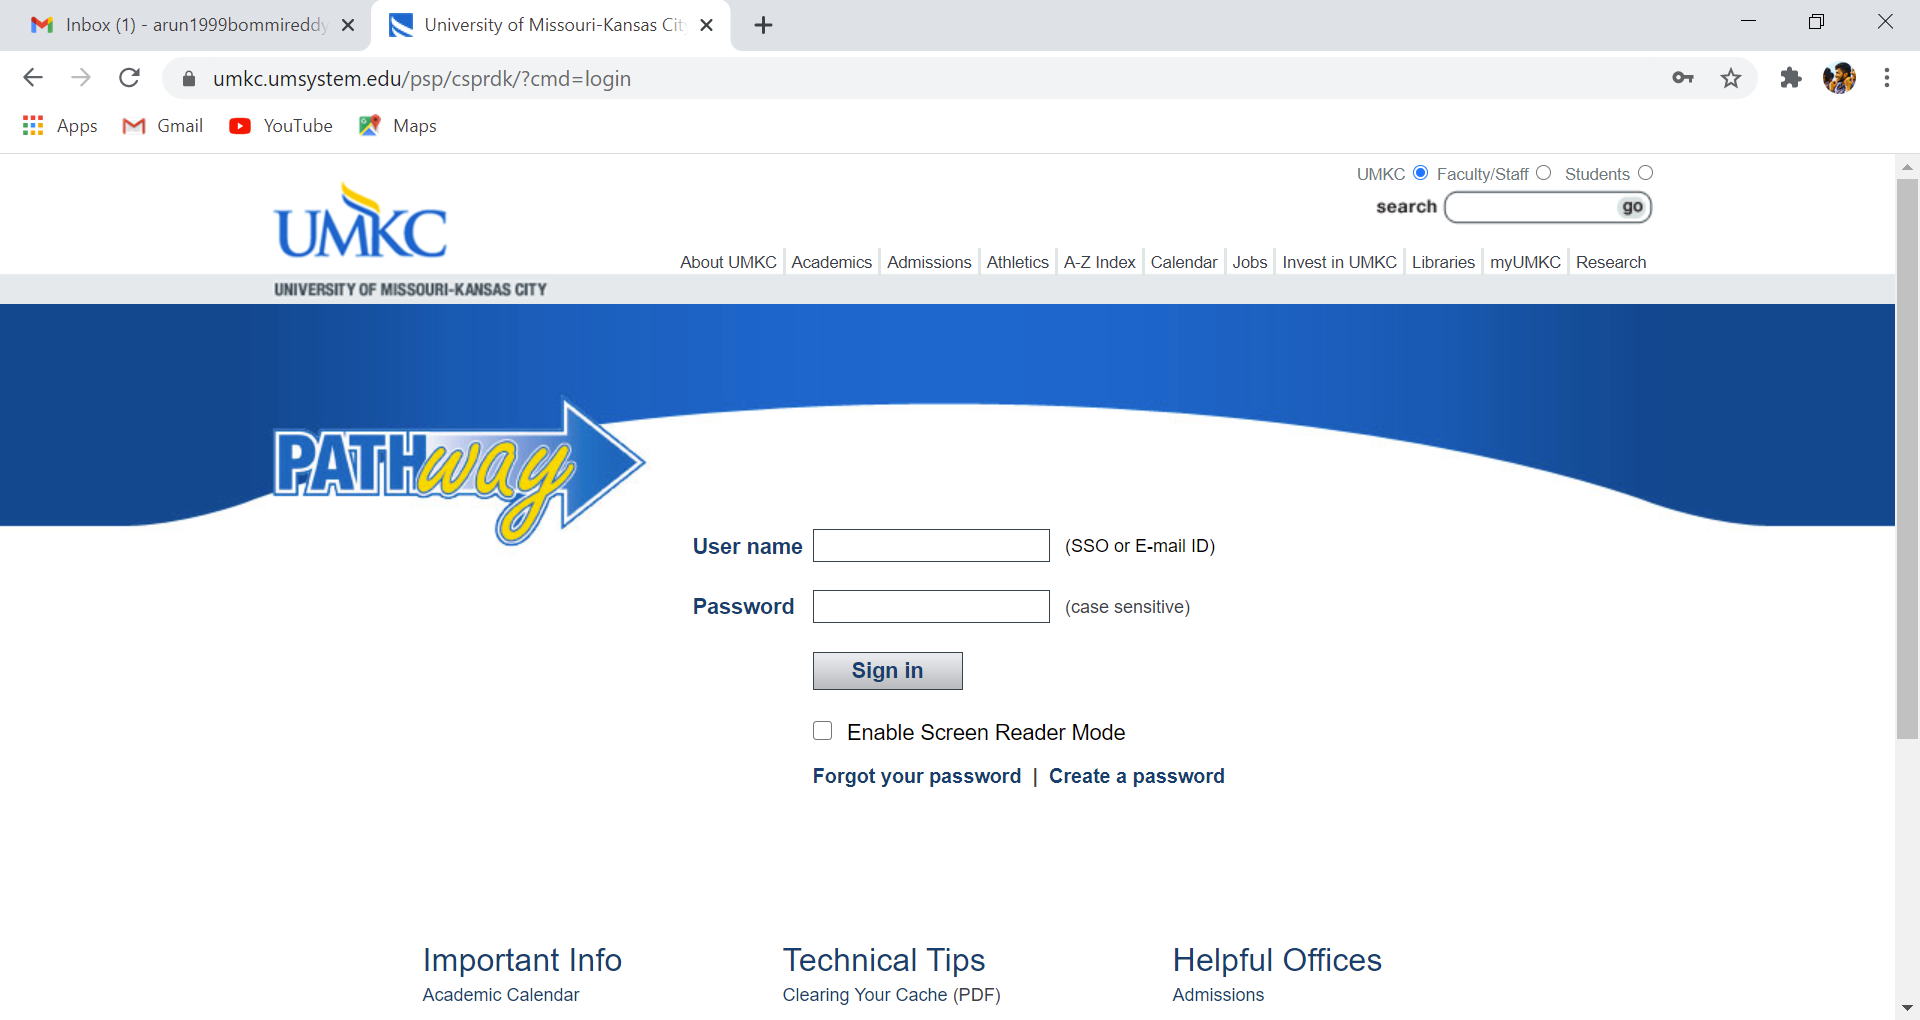 Inbox (1) - arun1999bommireddy
University of Missouri-Kansas Cit
umkc.umsystem.edu/psp/csprdk/?cmd=login
Apps Gmail YouTube Maps
UMKC Faculty/Staff Students
search go
UMKC
About UMKC Academics Admissions Athletics A-Z Index Calendar Jobs Invest in UMKC Libraries myUMKC Research
UNIVERSITY OF MISSOURI-KANSAS CITY
PATHway
User name (SSO or E-mail ID)
Password (case sensitive)
Sign in
Enable Screen Reader Mode
Forgot your password | Create a password
Important Info Technical Tips Helpful Offices
Academic Calendar Clearing Your Cache (PDF) Admissions